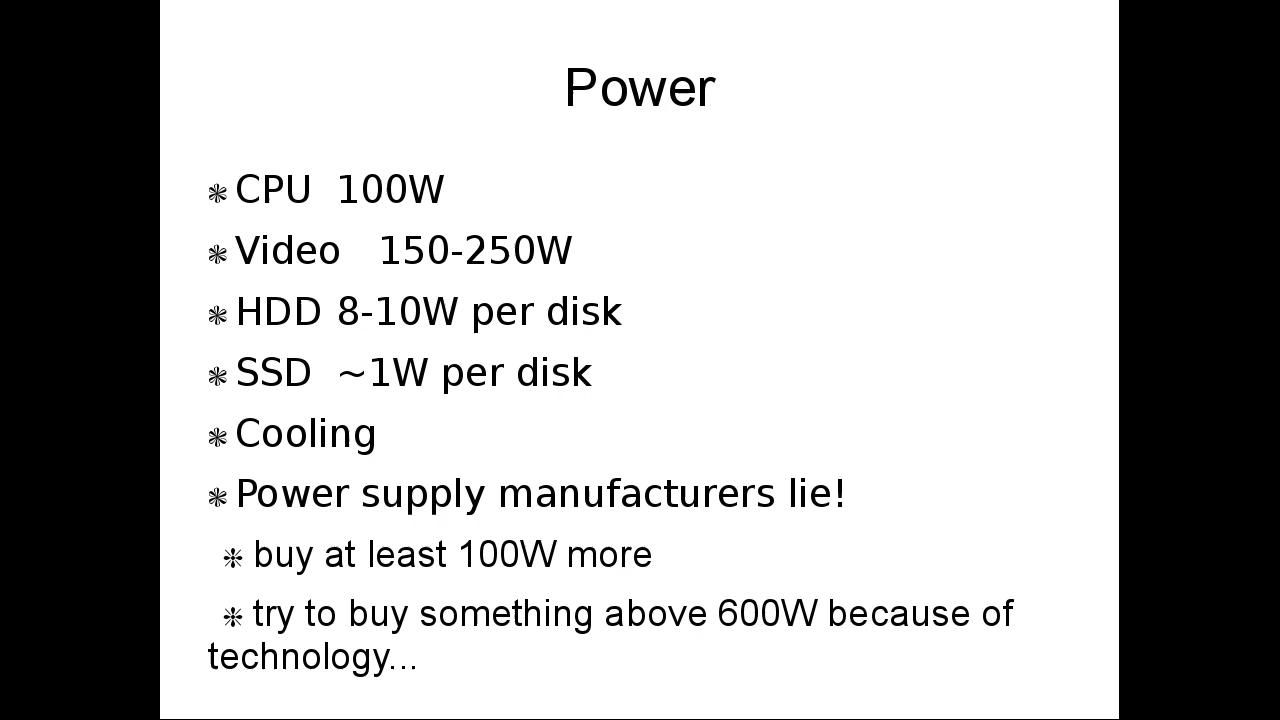 Power
❃ CPU 100W
❃ Video 150-250W
❃ HDD 8-10W per disk
❃ SSD ~1W per disk
❃ Cooling
❃ Power supply manufacturers lie!
❉ buy at least 100W more
❉ try to buy something above 600W because of
technology...